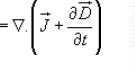 = ∇. ( J⃗ + ∂D⃗ / ∂t )